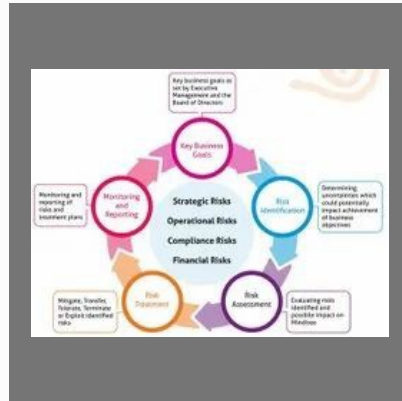 Key business goals as
set by Executive
Management and the
Board of Directors
Key Business
Goals
Risk
Identification
Determining
uncertainties which
could potentially
impact achievement
of business
objectives
Risk
Assessment
Evaluating risks
identified and
possible impact on
Mindtree
Risk
Treatment
Mitigate, Transfer,
Tolerate, Terminate
or Exploit identified
risks
Monitoring
and
Reporting
Monitoring and
reporting of
risks and
treatment plans
Strategic Risks
Operational Risks
Compliance Risks
Financial Risks